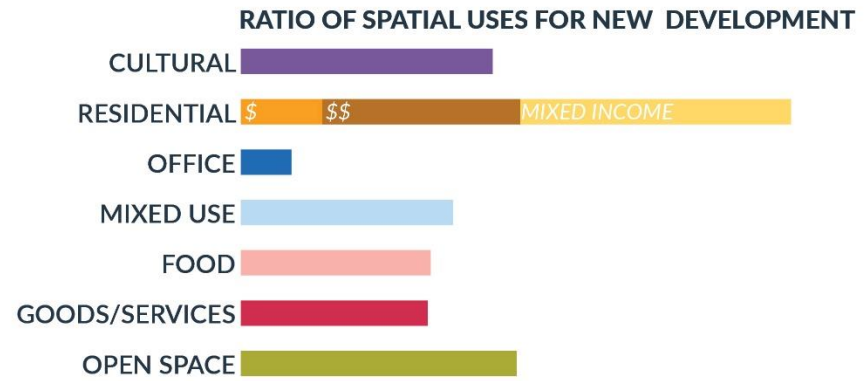 RATIO OF SPATIAL USES FOR NEW DEVELOPMENT
CULTURAL
RESIDENTIAL $ $$ MIXED INCOME
OFFICE
MIXED USE
FOOD
GOODS/SERVICES
OPEN SPACE